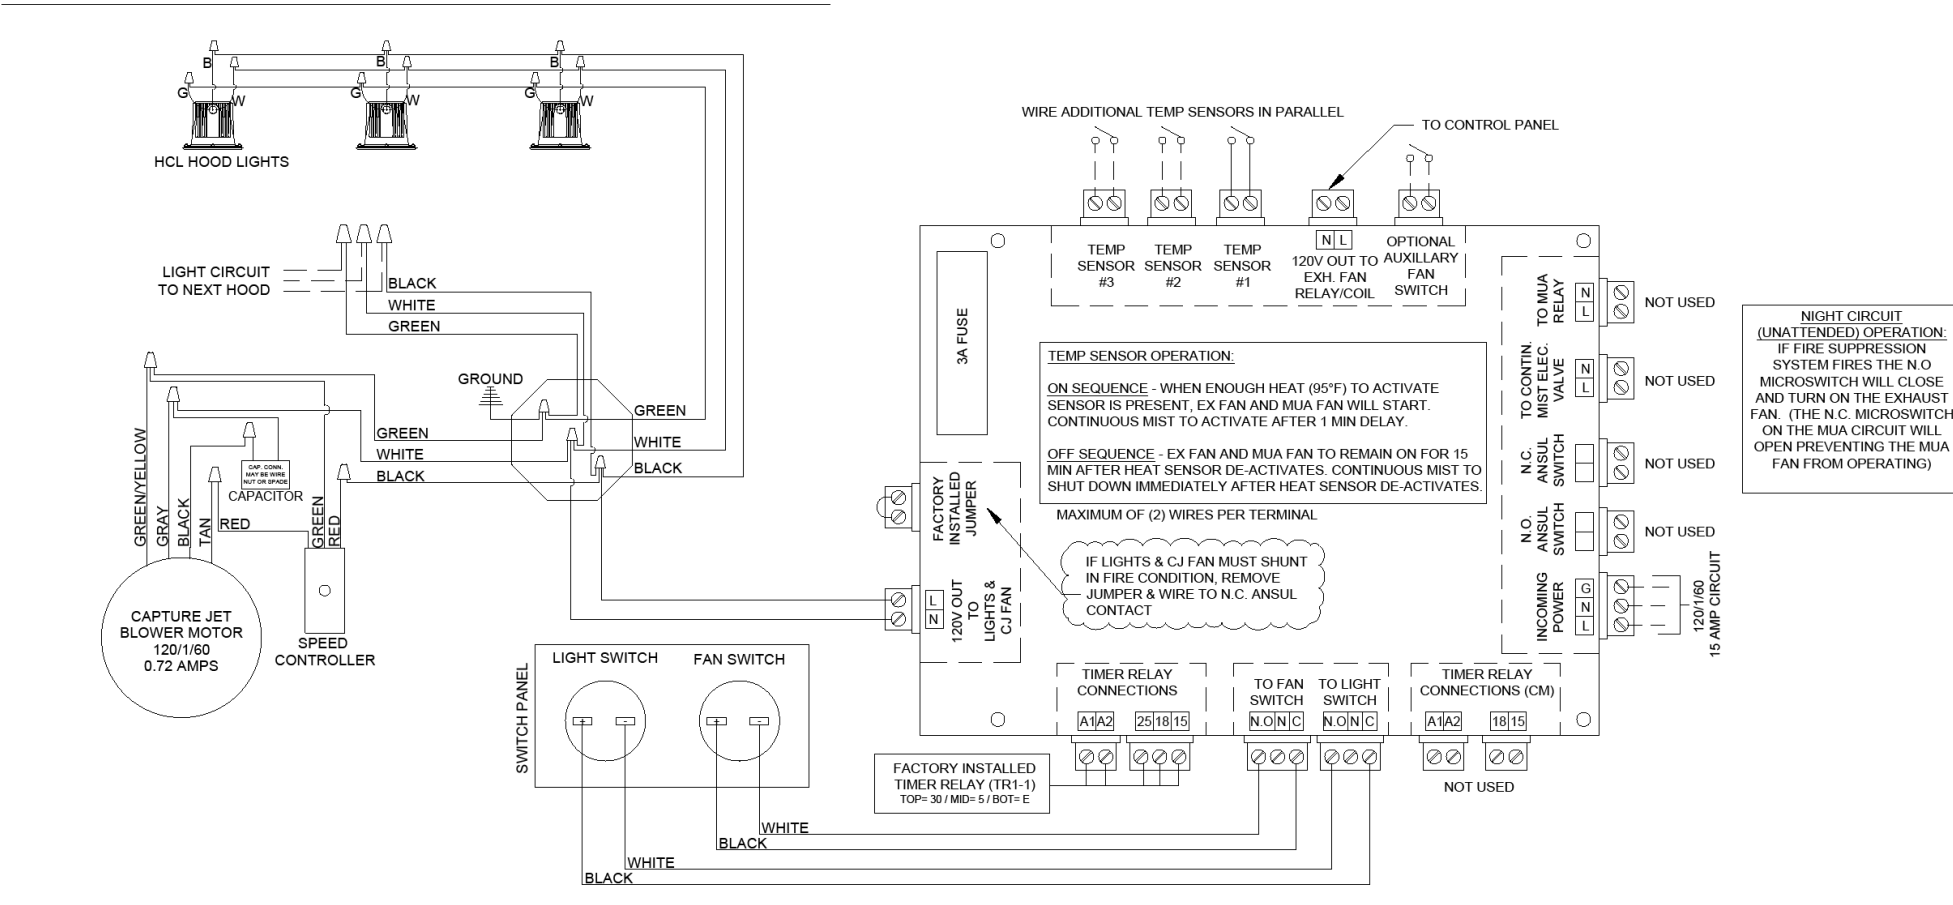 B
G
W
B
G
W
B
G
W
HCL HOOD LIGHTS
LIGHT CIRCUIT
TO NEXT HOOD
BLACK
WHITE
GREEN
GROUND
GREEN
WHITE
BLACK
GREEN
WHITE
BLACK
GREEN/YELLOW
GRAY
BLACK
TAN
RED
GREEN
RED
CAP. CONN.
MAY BE WIRE
NUT OR SPADE
CAPACITOR
CAPTURE JET
BLOWER MOTOR
120/1/60
0.72 AMPS
SPEED
CONTROLLER
SWITCH PANEL
LIGHT SWITCH
FAN SWITCH
+
-
+
-
WHITE
BLACK
WHITE
BLACK
WIRE ADDITIONAL TEMP SENSORS IN PARALLEL
TO CONTROL PANEL
TEMP
SENSOR
#3
TEMP
SENSOR
#2
TEMP
SENSOR
#1
N L
120V OUT TO
EXH. FAN
RELAY/COIL
OPTIONAL
AUXILLARY
FAN
SWITCH
3A FUSE
TEMP SENSOR OPERATION:
ON SEQUENCE - WHEN ENOUGH HEAT (95°F) TO ACTIVATE
SENSOR IS PRESENT, EX FAN AND MUA FAN WILL START.
CONTINUOUS MIST TO ACTIVATE AFTER 1 MIN DELAY.
OFF SEQUENCE - EX FAN AND MUA FAN TO REMAIN ON FOR 15
MIN AFTER HEAT SENSOR DE-ACTIVATES. CONTINUOUS MIST TO
SHUT DOWN IMMEDIATELY AFTER HEAT SENSOR DE-ACTIVATES.
MAXIMUM OF (2) WIRES PER TERMINAL
FACTORY
INSTALLED
JUMPER
IF LIGHTS & CJ FAN MUST SHUNT
IN FIRE CONDITION, REMOVE
JUMPER & WIRE TO N.C. ANSUL
CONTACT
L
N
120V OUT
TO
LIGHTS &
CJ FAN
TO MUA
RELAY
N
L
NOT USED
TO CONTIN.
MIST ELEC.
VALVE
N
L
NOT USED
N.C.
ANSUL
SWITCH
NOT USED
N.O.
ANSUL
SWITCH
NOT USED
INCOMING
POWER
G
N
L
120/1/60
15 AMP CIRCUIT
NIGHT CIRCUIT
(UNATTENDED) OPERATION:
IF FIRE SUPPRESSION
SYSTEM FIRES THE N.O
MICROSWITCH WILL CLOSE
AND TURN ON THE EXHAUST
FAN. (THE N.C. MICROSWITCH
ON THE MUA CIRCUIT WILL
OPEN PREVENTING THE MUA
FAN FROM OPERATING)
TIMER RELAY
CONNECTIONS
A1 A2
25 18 15
TO FAN
SWITCH
N.O N C
TO LIGHT
SWITCH
N.O N C
TIMER RELAY
CONNECTIONS (CM)
A1 A2
18 15
NOT USED
FACTORY INSTALLED
TIMER RELAY (TR1-1)
TOP= 30 / MID= 5 / BOT= E